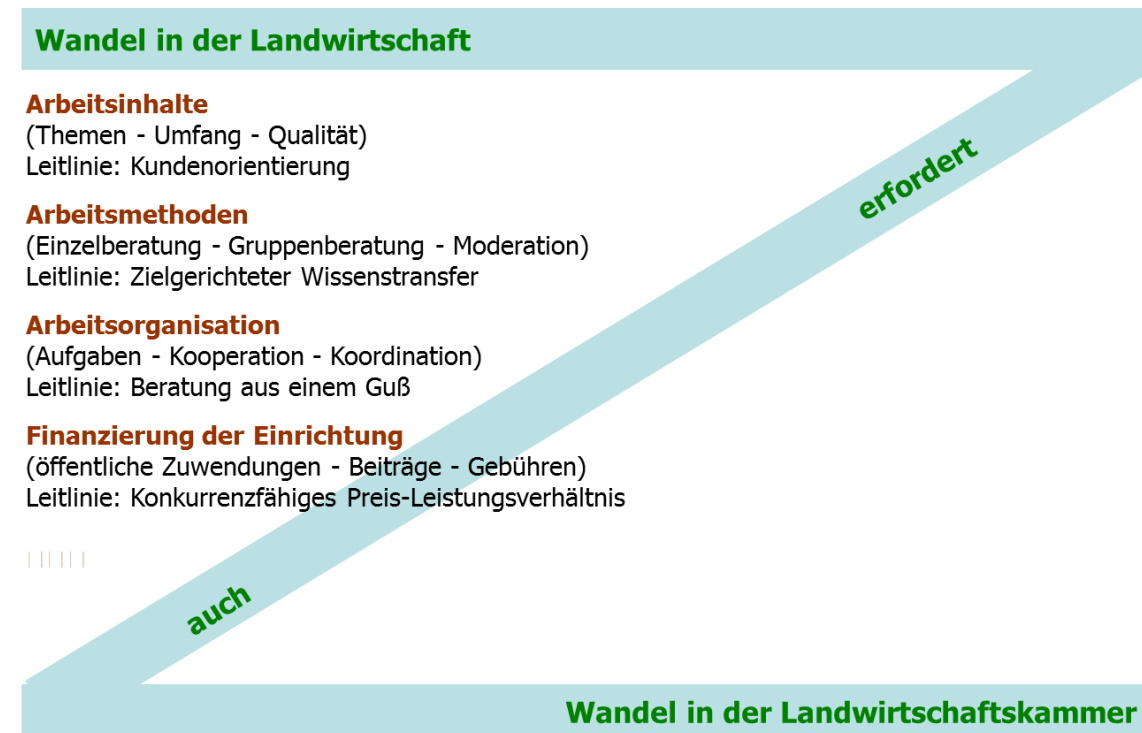 Wandel in der Landwirtschaft
Arbeitsinhalte
(Themen - Umfang - Qualität)
Leitlinie: Kundenorientierung
erfordert
Arbeitsmethoden
(Einzelberatung - Gruppenberatung - Moderation)
Leitlinie: Zielgerichteter Wissenstransfer
Arbeitsorganisation
(Aufgaben - Kooperation - Koordination)
Leitlinie: Beratung aus einem Guß
Finanzierung der Einrichtung
(öffentliche Zuwendungen - Beiträge - Gebühren)
Leitlinie: Konkurrenzfähiges Preis-Leistungsverhältnis
auch
Wandel in der Landwirtschaftskammer